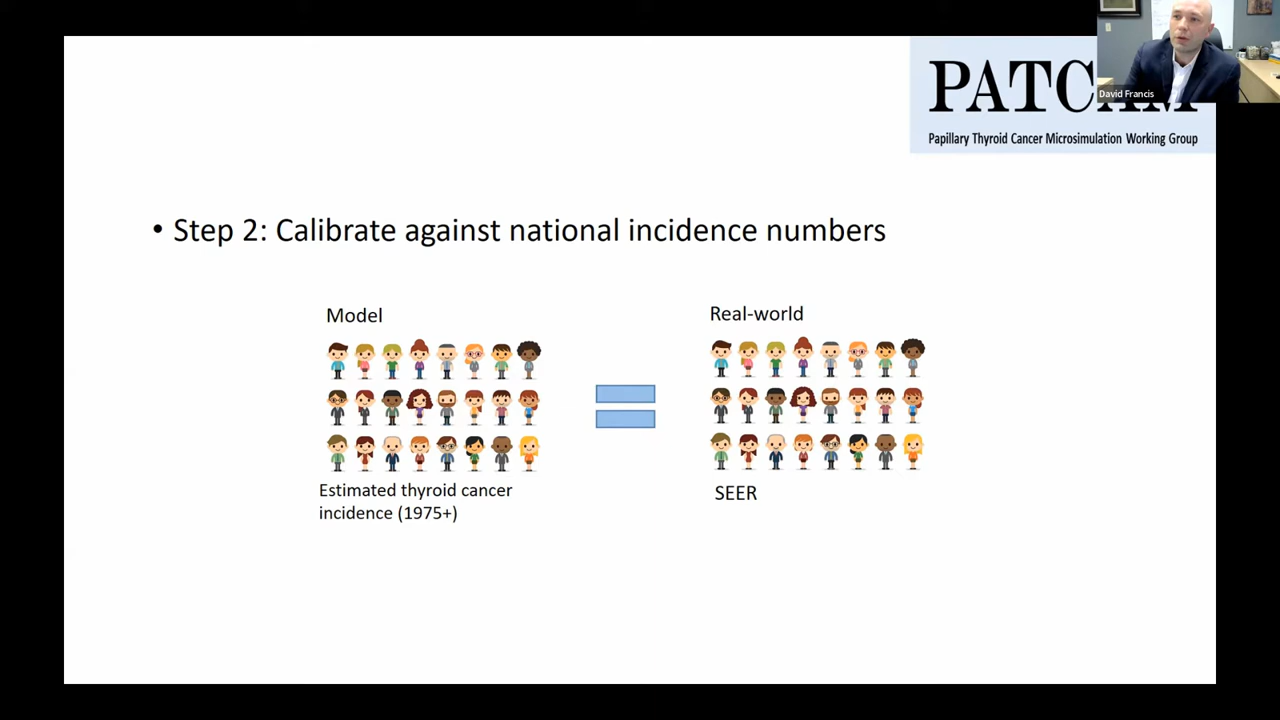 PATCAM
David Francis
Papillary Thyroid Cancer Microsimulation Working Group
• Step 2: Calibrate against national incidence numbers
Model
Real-world
Estimated thyroid cancer
incidence (1975+)
SEER